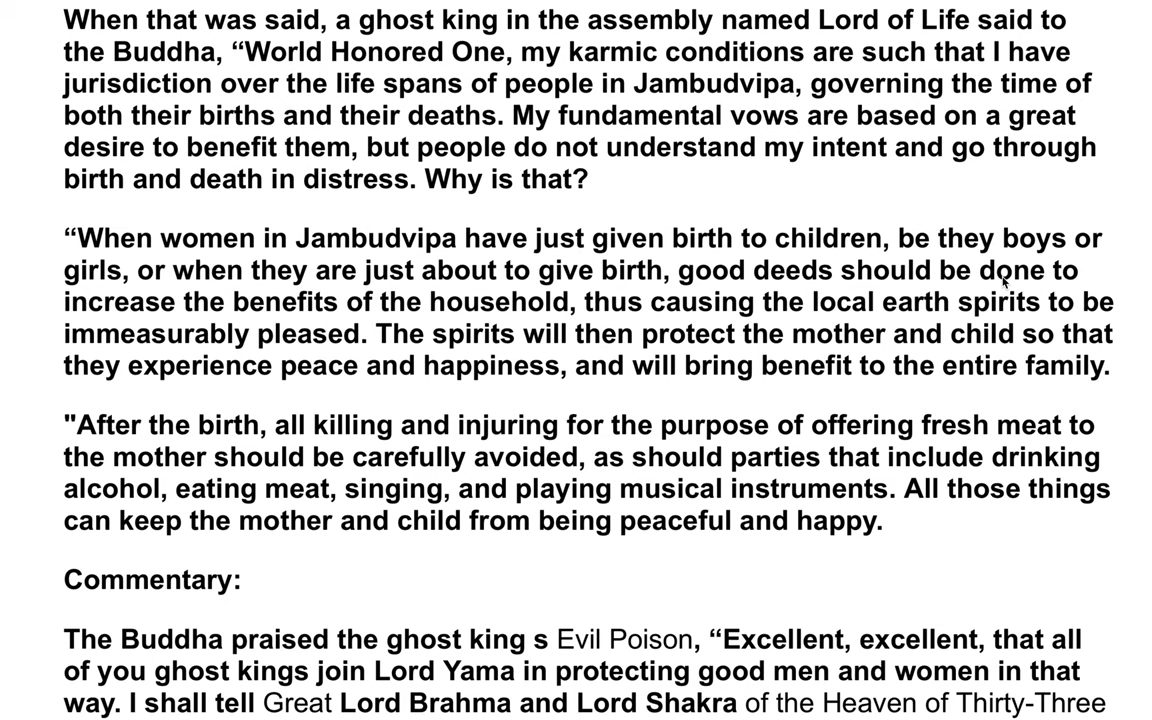 When that was said, a ghost king in the assembly named Lord of Life said to
the Buddha, “World Honored One, my karmic conditions are such that I have
jurisdiction over the life spans of people in Jambudvipa, governing the time of
both their births and their deaths. My fundamental vows are based on a great
desire to benefit them, but people do not understand my intent and go through
birth and death in distress. Why is that?
“When women in Jambudvipa have just given birth to children, be they boys or
girls, or when they are just about to give birth, good deeds should be done to
increase the benefits of the household, thus causing the local earth spirits to be
immeasurably pleased. The spirits will then protect the mother and child so that
they experience peace and happiness, and will bring benefit to the entire family.
"After the birth, all killing and injuring for the purpose of offering fresh meat to
the mother should be carefully avoided, as should parties that include drinking
alcohol, eating meat, singing, and playing musical instruments. All those things
can keep the mother and child from being peaceful and happy.
Commentary:
The Buddha praised the ghost king s Evil Poison, “Excellent, excellent, that all
of you ghost kings join Lord Yama in protecting good men and women in that
way. I shall tell Great Lord Brahma and Lord Shakra of the Heaven of Thirty-Three